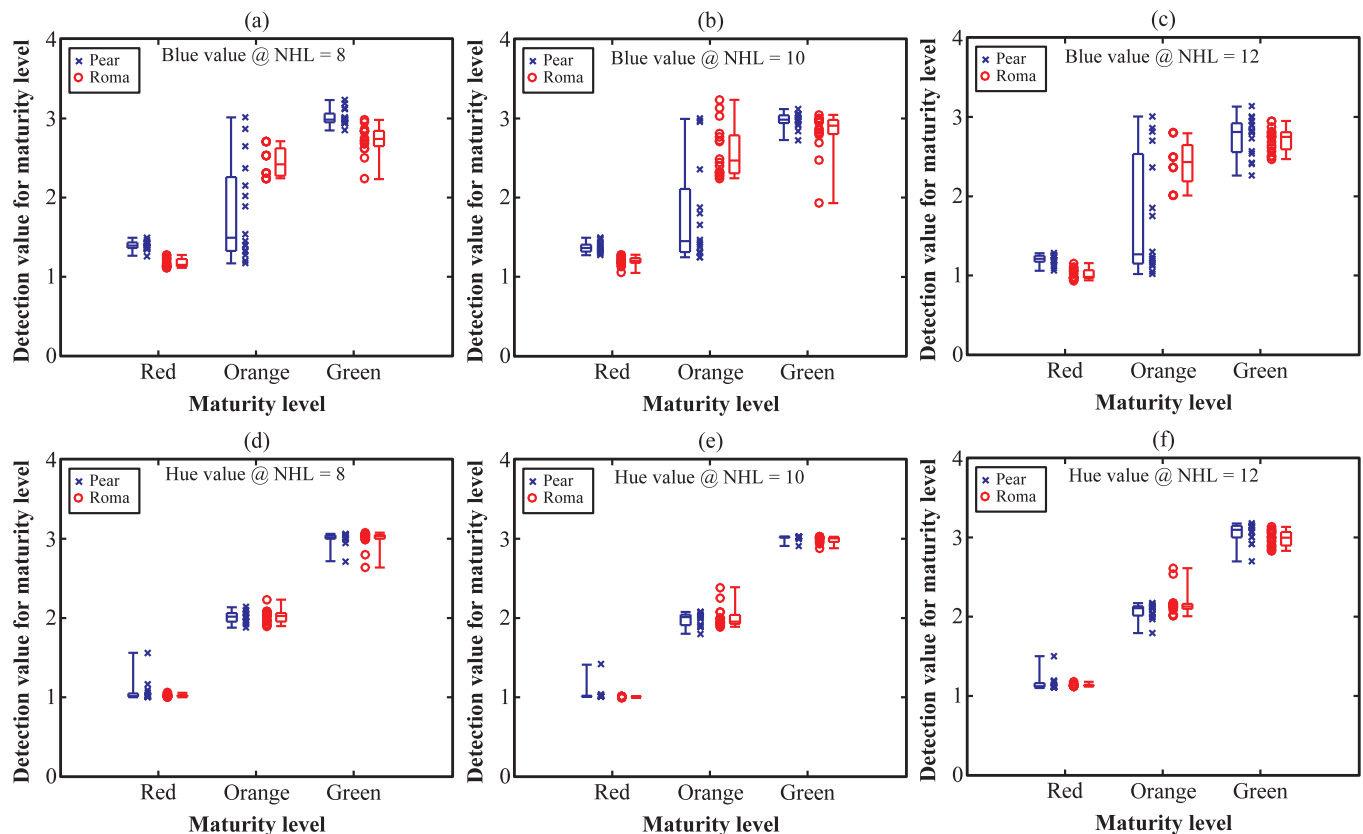 (a)
Blue value @ NHL = 8
Pear
Roma
Detection value for maturity level
4
3
2
1
0
Red Orange Green
Maturity level
(b)
Blue value @ NHL = 10
Pear
Roma
Detection value for maturity level
4
3
2
1
0
Red Orange Green
Maturity level
(c)
Blue value @ NHL = 12
Pear
Roma
Detection value for maturity level
4
3
2
1
0
Red Orange Green
Maturity level
(d)
Hue value @ NHL = 8
Pear
Roma
Detection value for maturity level
4
3
2
1
0
Red Orange Green
Maturity level
(e)
Hue value @ NHL = 10
Pear
Roma
Detection value for maturity level
4
3
2
1
0
Red Orange Green
Maturity level
(f)
Hue value @ NHL = 12
Pear
Roma
Detection value for maturity level
4
3
2
1
0
Red Orange Green
Maturity level